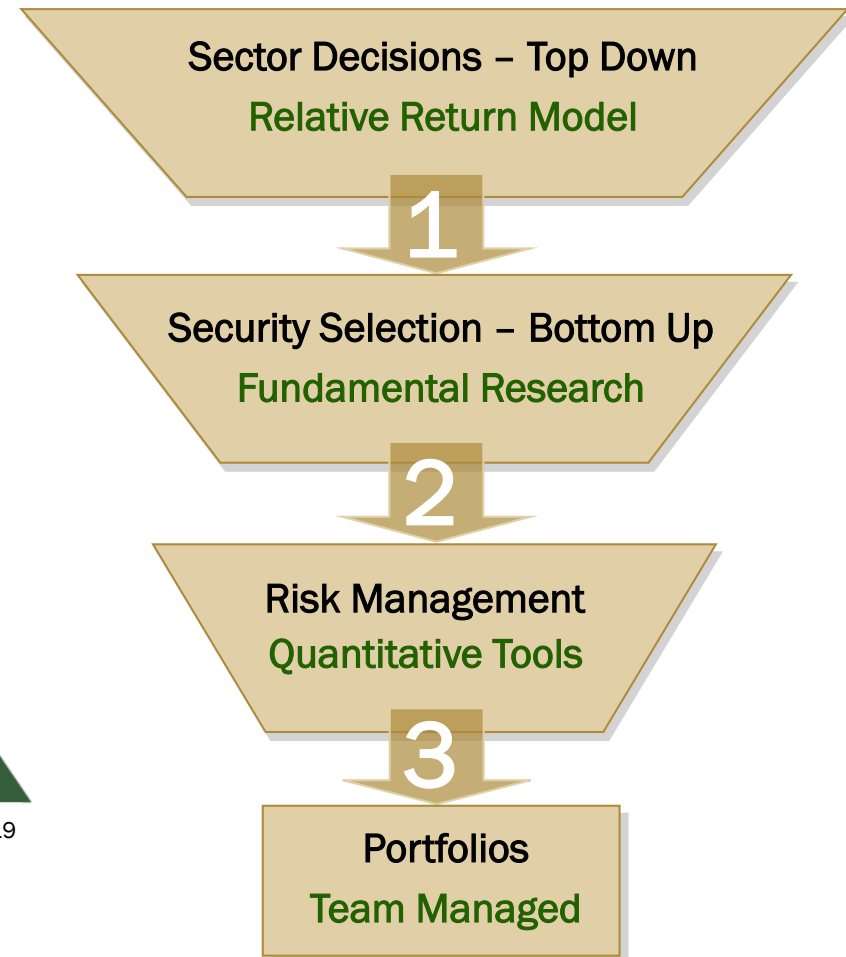 Sector Decisions – Top Down
Relative Return Model
1
Security Selection – Bottom Up
Fundamental Research
2
Risk Management
Quantitative Tools
3
Portfolios
Team Managed